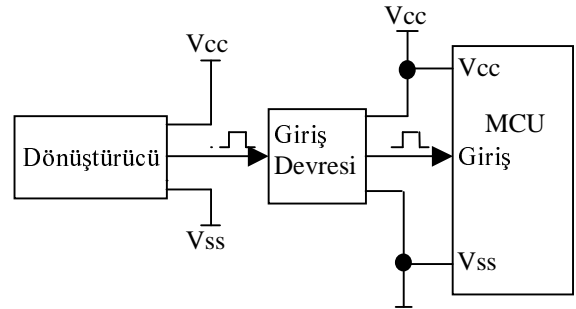 Vcc
Vcc
Vcc
MCU
Dönüştürücü
Giriş
Devresi
Giriş
Vss
Vss